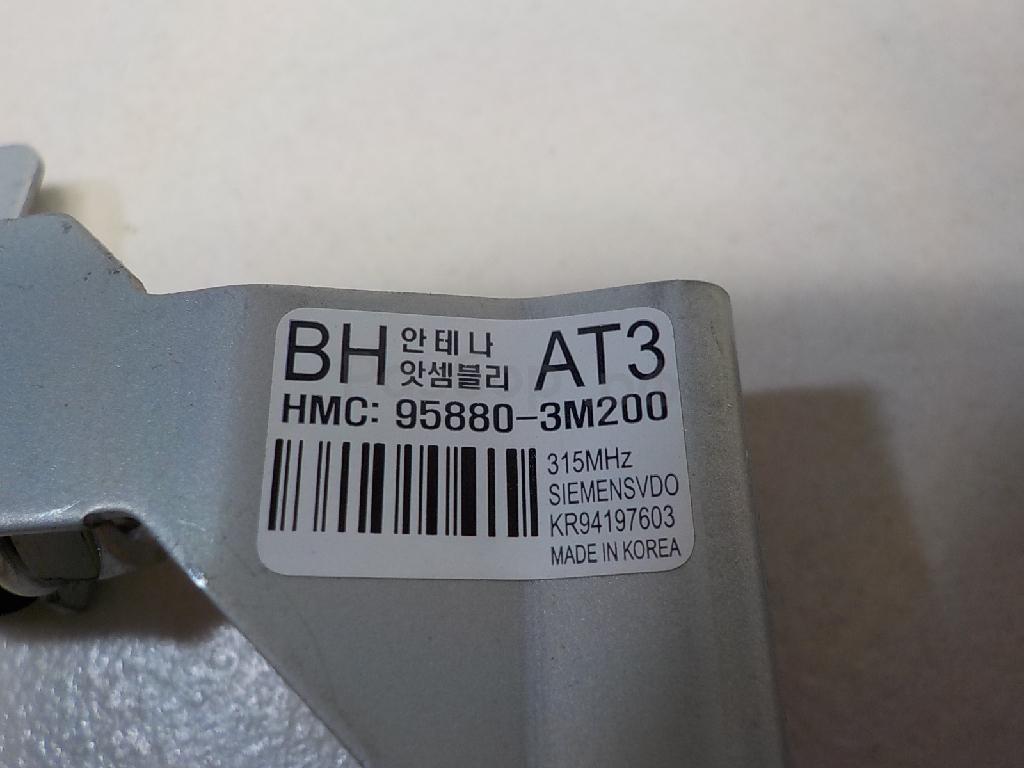 BH 안테나 앗셈블리 AT3
HMC: 95880-3M200
315MHz
SIEMENSVDO
KR94197603
MADE IN KOREA